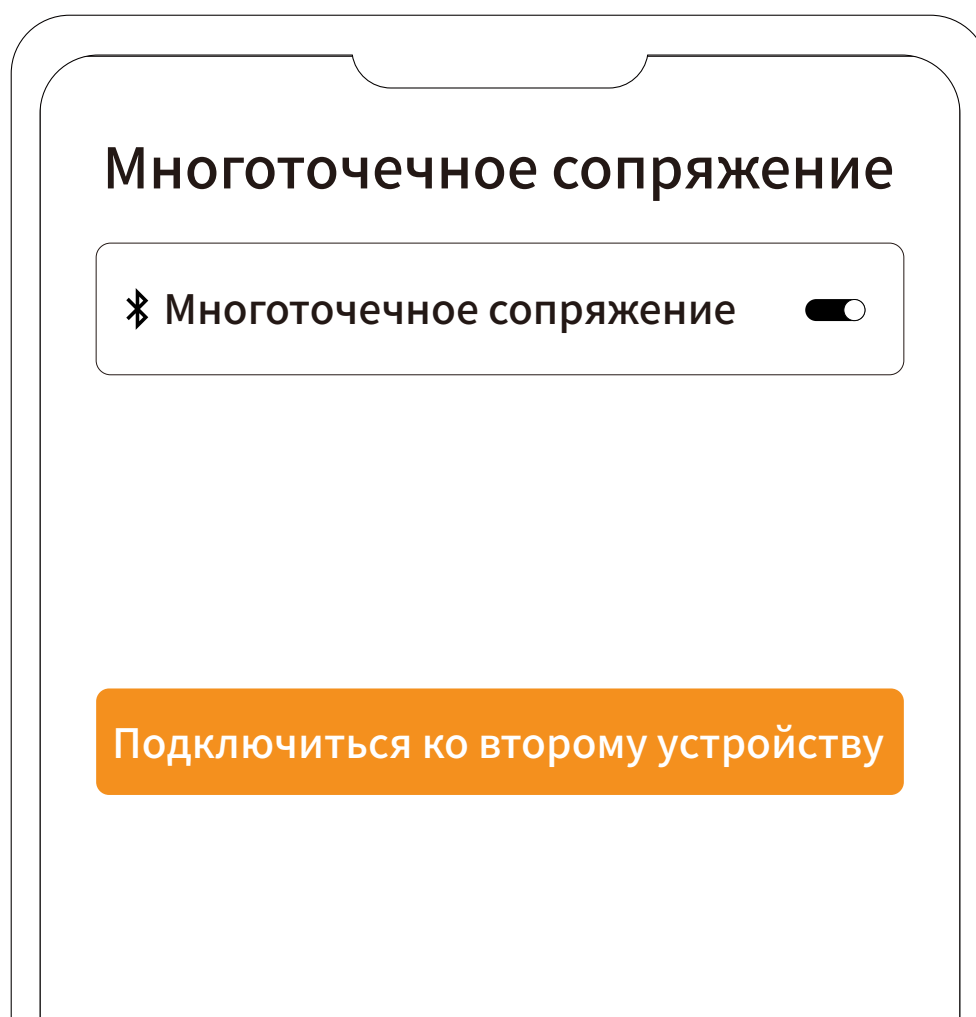 Многоточечное сопряжение
Многоточечное сопряжение
Подключиться ко второму устройству